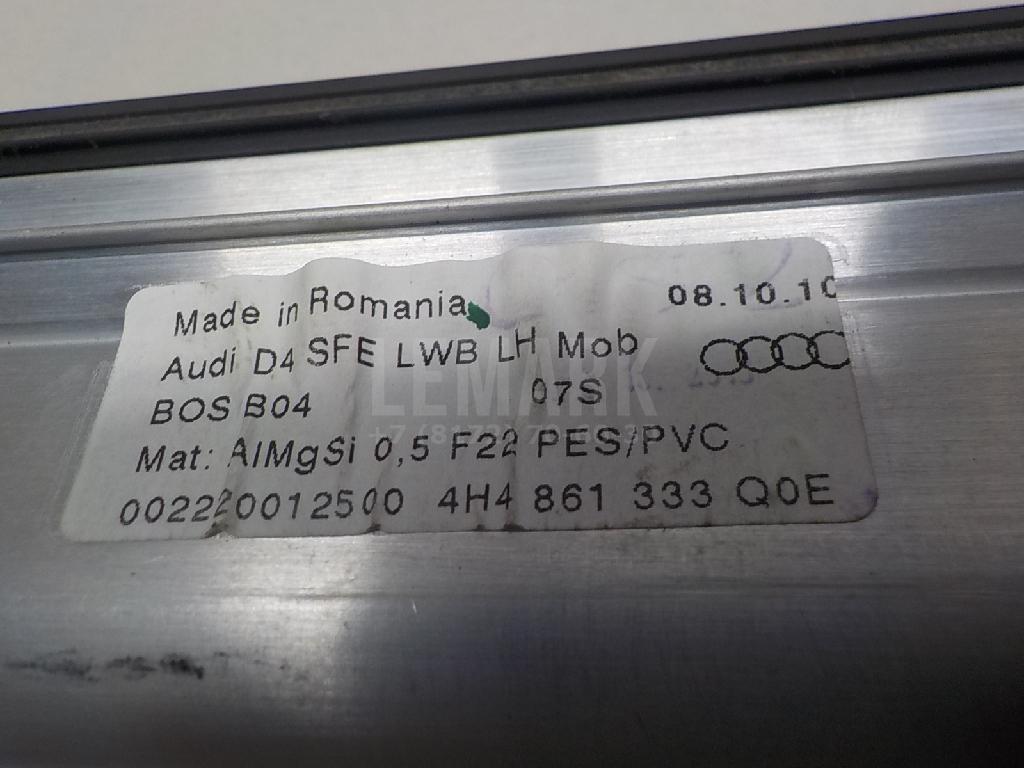 Made in Romania
08.10.10
Audi D4 SFE LWB LH Mob
BOS B04
07S
LEMARK
Mat: AlMgSi 0,5 F22 PES/PVC
002220012500 4H4 861 333 Q0E